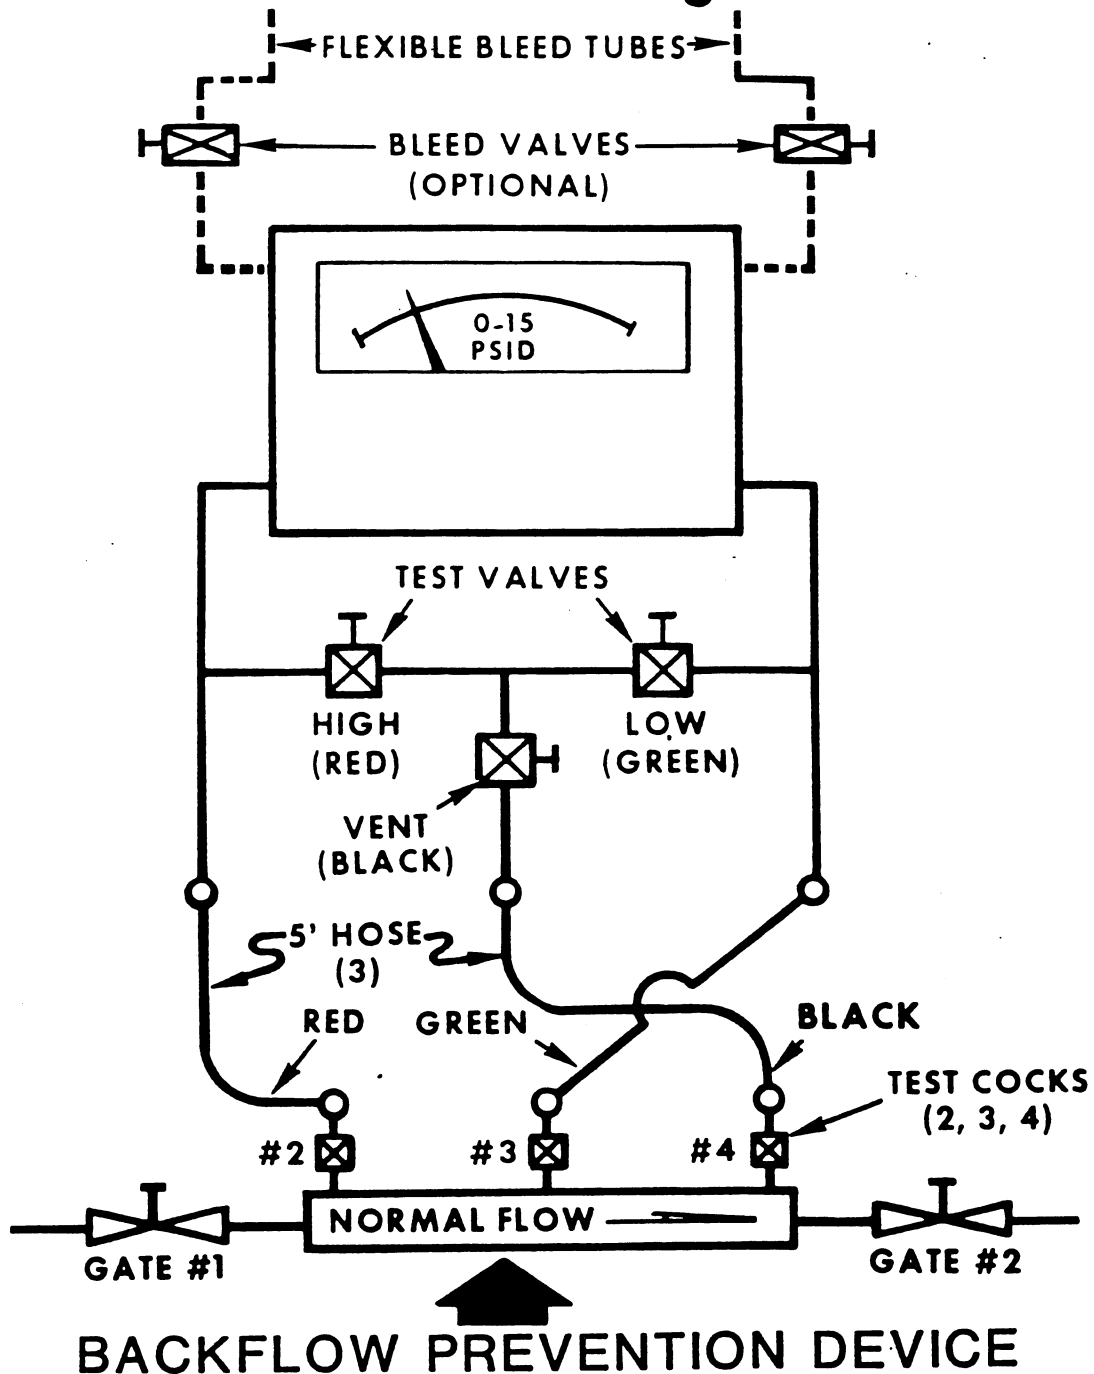 FLEXIBLE BLEED TUBES
BLEED VALVES
(OPTIONAL)
0-15
PSID
TEST VALVES
HIGH
(RED)
LOW
(GREEN)
VENT
(BLACK)
5' HOSE
(3)
RED
GREEN
BLACK
TEST COCKS
(2, 3, 4)
#2
#3
#4
NORMAL FLOW
GATE #1
GATE #2
BACKFLOW PREVENTION DEVICE